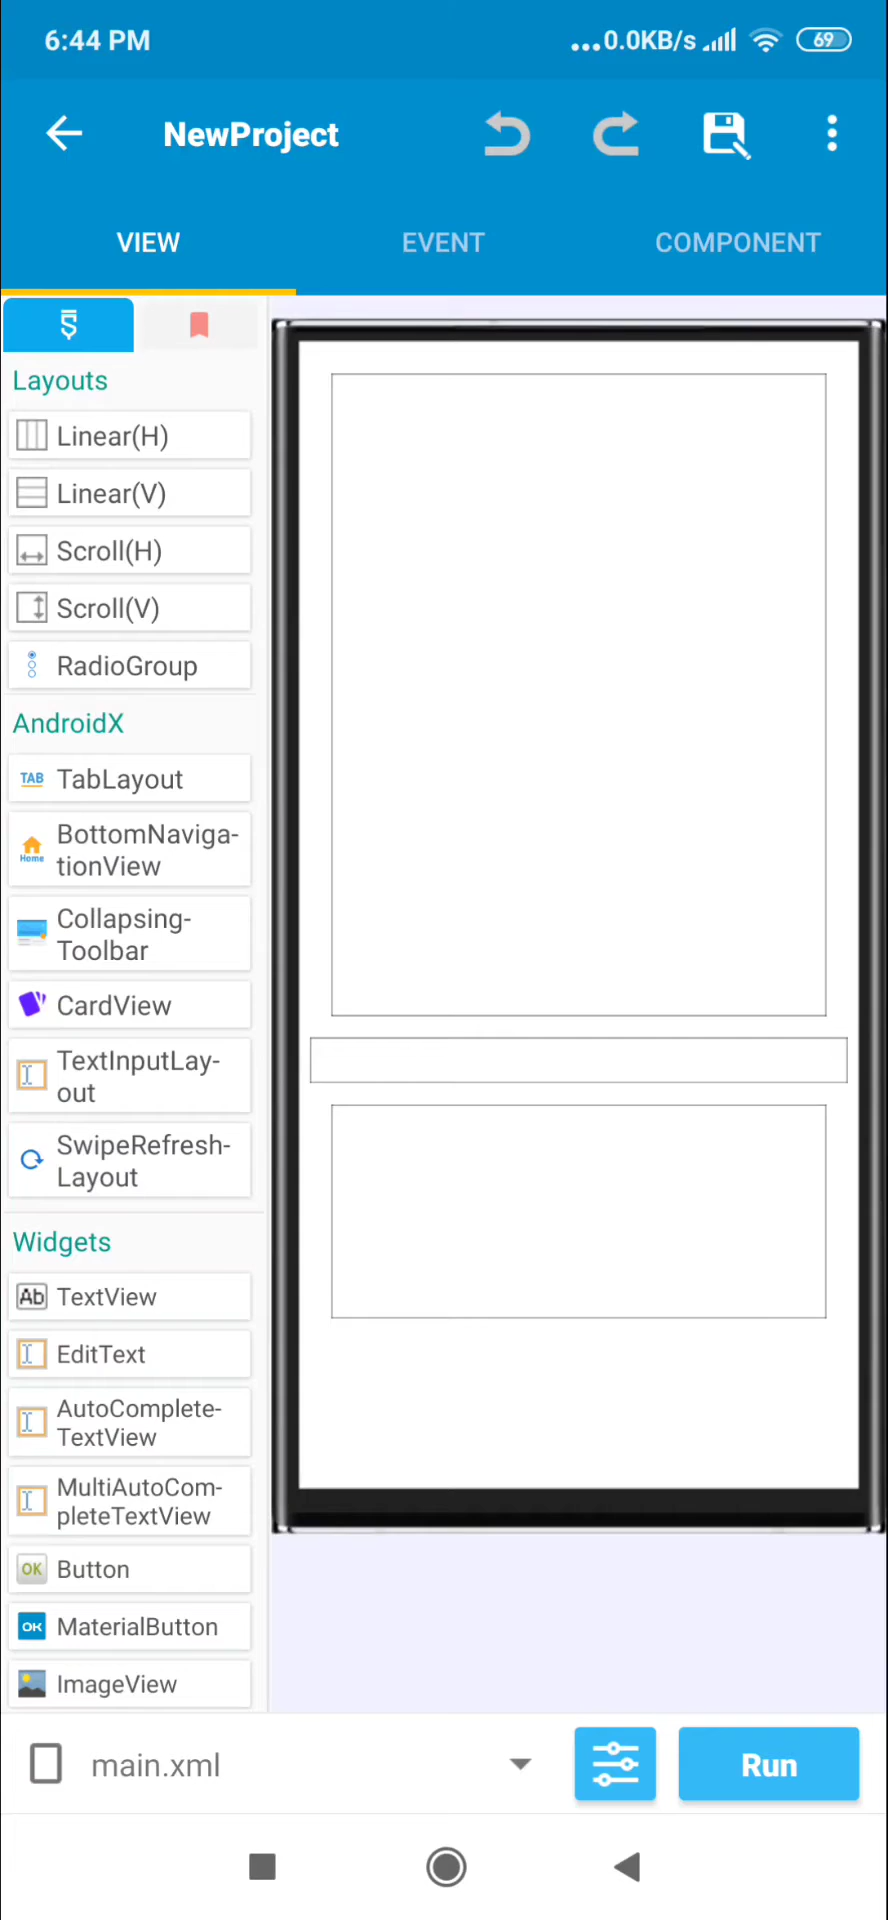 6:44 PM
...0.0KB/s
69
NewProject
VIEW
EVENT
COMPONENT
Layouts
Linear(H)
Linear(V)
Scroll(H)
Scroll(V)
RadioGroup
AndroidX
TAB TabLayout
BottomNaviga-
tionView
Home
Collapsing-
Toolbar
CardView
TextInputLay-
out
SwipeRefresh-
Layout
Widgets
Ab TextView
EditText
AutoComplete-
TextView
MultiAutoCom-
pleteTextView
OK Button
OK MaterialButton
ImageView
main.xml
Run